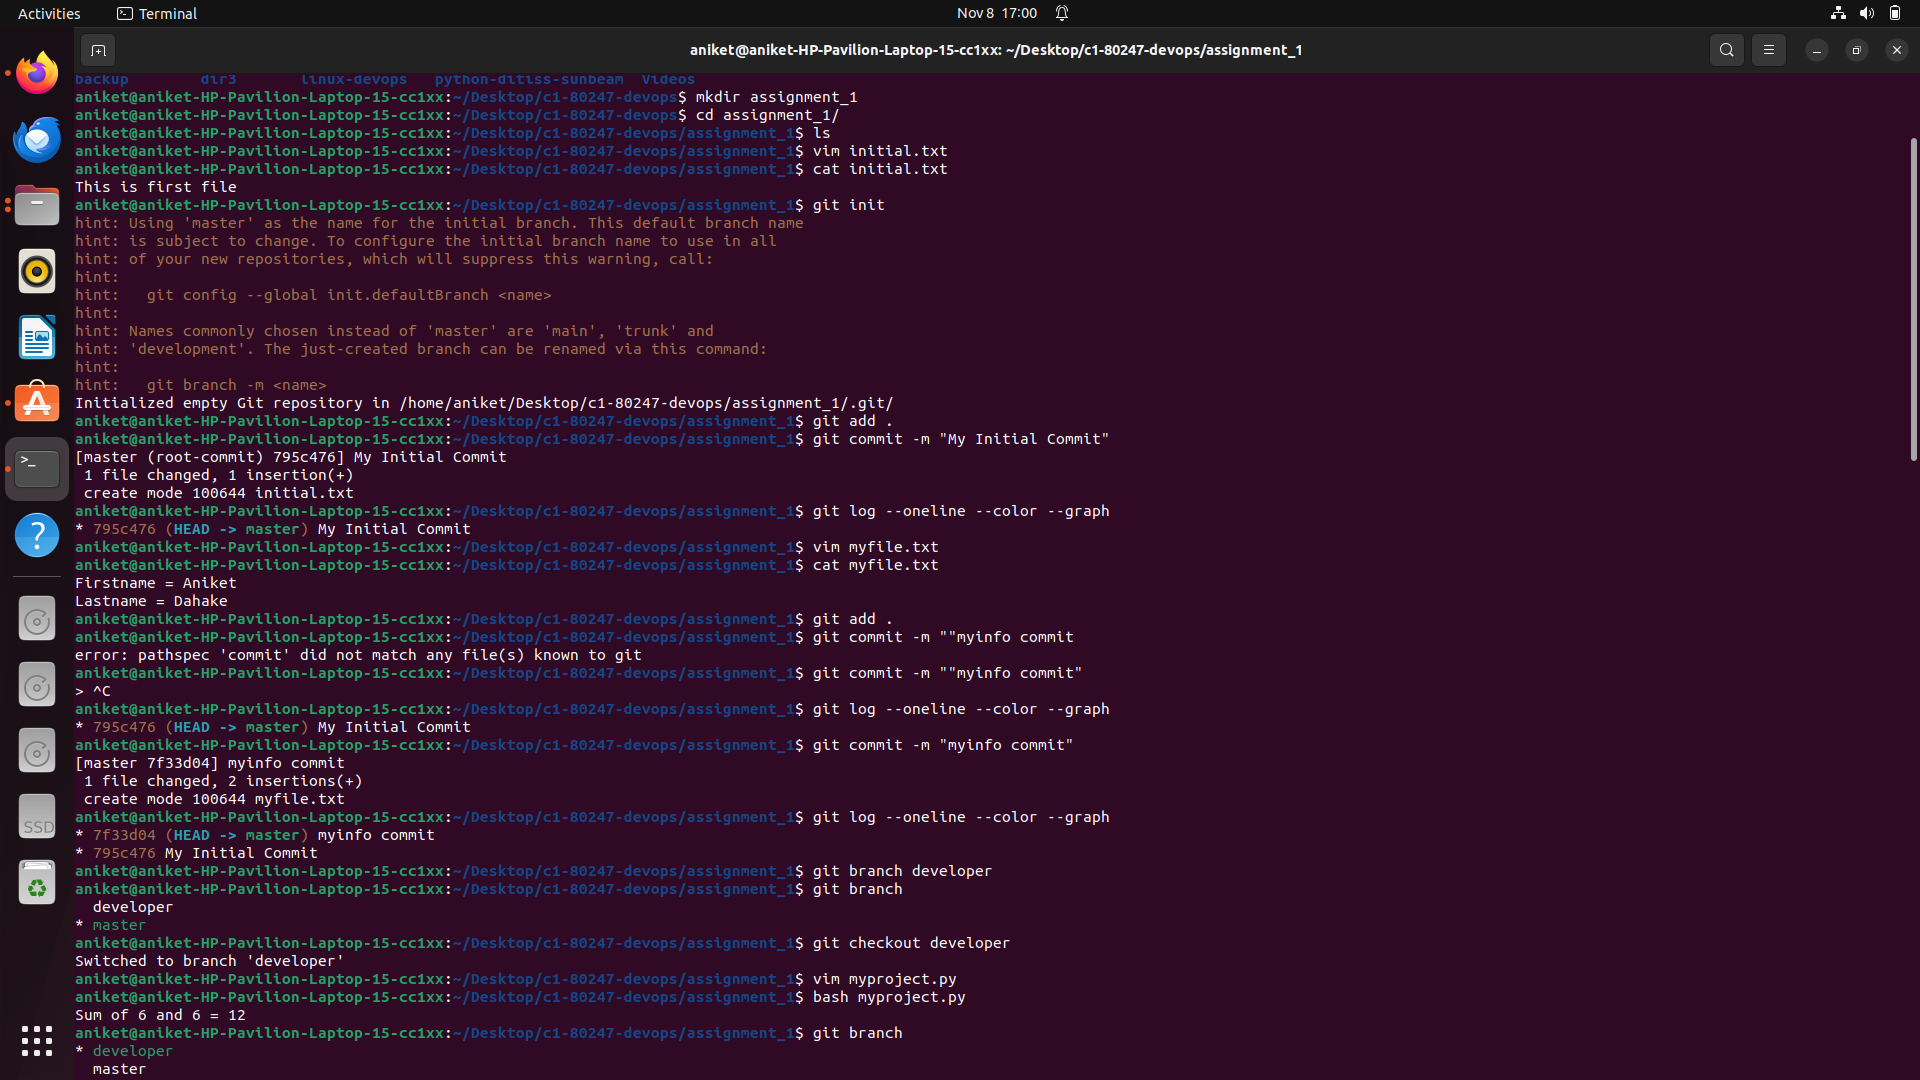 Activities
Terminal
Nov 8 17:00
aniket@aniket-HP-Pavilion-Laptop-15-cc1xx: ~/Desktop/c1-80247-devops/assignment_1
backup dir3 linux-devops python-ditiss-sunbeam Videos
aniket@aniket-HP-Pavilion-Laptop-15-cc1xx:~/Desktop/c1-80247-devops$ mkdir assignment_1
aniket@aniket-HP-Pavilion-Laptop-15-cc1xx:~/Desktop/c1-80247-devops$ cd assignment_1/
aniket@aniket-HP-Pavilion-Laptop-15-cc1xx:~/Desktop/c1-80247-devops/assignment_1$ ls
aniket@aniket-HP-Pavilion-Laptop-15-cc1xx:~/Desktop/c1-80247-devops/assignment_1$ vim initial.txt
aniket@aniket-HP-Pavilion-Laptop-15-cc1xx:~/Desktop/c1-80247-devops/assignment_1$ cat initial.txt
This is first file
aniket@aniket-HP-Pavilion-Laptop-15-cc1xx:~/Desktop/c1-80247-devops/assignment_1$ git init
hint: Using 'master' as the name for the initial branch. This default branch name
hint: is subject to change. To configure the initial branch name to use in all
hint: of your new repositories, which will suppress this warning, call:
hint:
hint:   git config --global init.defaultBranch <name>
hint:
hint: Names commonly chosen instead of 'master' are 'main', 'trunk' and
hint: 'development'. The just-created branch can be renamed via this command:
hint:
hint:   git branch -m <name>
Initialized empty Git repository in /home/aniket/Desktop/c1-80247-devops/assignment_1/.git/
aniket@aniket-HP-Pavilion-Laptop-15-cc1xx:~/Desktop/c1-80247-devops/assignment_1$ git add .
aniket@aniket-HP-Pavilion-Laptop-15-cc1xx:~/Desktop/c1-80247-devops/assignment_1$ git commit -m "My Initial Commit"
[master (root-commit) 795c476] My Initial Commit
 1 file changed, 1 insertion(+)
 create mode 100644 initial.txt
aniket@aniket-HP-Pavilion-Laptop-15-cc1xx:~/Desktop/c1-80247-devops/assignment_1$ git log --oneline --color --graph
* 795c476 (HEAD -> master) My Initial Commit
aniket@aniket-HP-Pavilion-Laptop-15-cc1xx:~/Desktop/c1-80247-devops/assignment_1$ vim myfile.txt
aniket@aniket-HP-Pavilion-Laptop-15-cc1xx:~/Desktop/c1-80247-devops/assignment_1$ cat myfile.txt
Firstname = Aniket
Lastname = Dahake
aniket@aniket-HP-Pavilion-Laptop-15-cc1xx:~/Desktop/c1-80247-devops/assignment_1$ git add .
aniket@aniket-HP-Pavilion-Laptop-15-cc1xx:~/Desktop/c1-80247-devops/assignment_1$ git commit -m ""myinfo commit
error: pathspec 'commit' did not match any file(s) known to git
aniket@aniket-HP-Pavilion-Laptop-15-cc1xx:~/Desktop/c1-80247-devops/assignment_1$ git commit -m ""myinfo commit"
> ^C
aniket@aniket-HP-Pavilion-Laptop-15-cc1xx:~/Desktop/c1-80247-devops/assignment_1$ git log --oneline --color --graph
* 795c476 (HEAD -> master) My Initial Commit
aniket@aniket-HP-Pavilion-Laptop-15-cc1xx:~/Desktop/c1-80247-devops/assignment_1$ git commit -m "myinfo commit"
[master 7f33d04] myinfo commit
 1 file changed, 2 insertions(+)
 create mode 100644 myfile.txt
aniket@aniket-HP-Pavilion-Laptop-15-cc1xx:~/Desktop/c1-80247-devops/assignment_1$ git log --oneline --color --graph
* 7f33d04 (HEAD -> master) myinfo commit
* 795c476 My Initial Commit
aniket@aniket-HP-Pavilion-Laptop-15-cc1xx:~/Desktop/c1-80247-devops/assignment_1$ git branch developer
aniket@aniket-HP-Pavilion-Laptop-15-cc1xx:~/Desktop/c1-80247-devops/assignment_1$ git branch
  developer
* master
aniket@aniket-HP-Pavilion-Laptop-15-cc1xx:~/Desktop/c1-80247-devops/assignment_1$ git checkout developer
Switched to branch 'developer'
aniket@aniket-HP-Pavilion-Laptop-15-cc1xx:~/Desktop/c1-80247-devops/assignment_1$ vim myproject.py
aniket@aniket-HP-Pavilion-Laptop-15-cc1xx:~/Desktop/c1-80247-devops/assignment_1$ bash myproject.py
Sum of 6 and 6 = 12
aniket@aniket-HP-Pavilion-Laptop-15-cc1xx:~/Desktop/c1-80247-devops/assignment_1$ git branch
* developer
  master
SSD